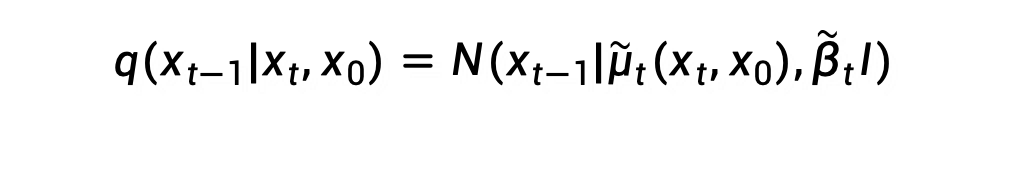 q(x_{t−1}|x_t, x_0) = N(x_{t−1}|μ̃_t(x_t, x_0), β̃_t I)